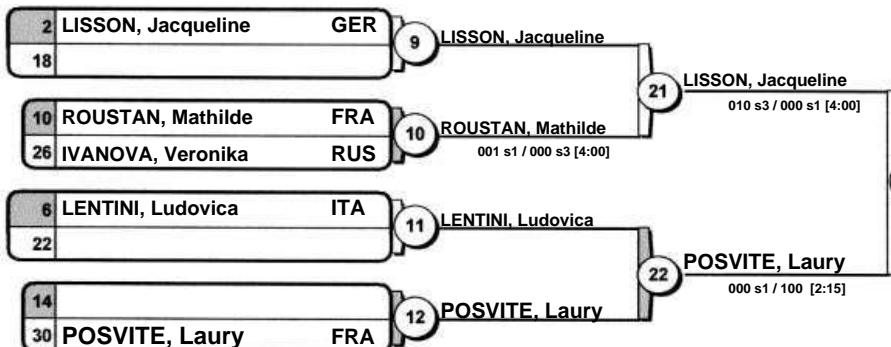 2 LISSON, Jacqueline GER
18
9 LISSON, Jacqueline
10 ROUSTAN, Mathilde FRA
26 IVANOVA, Veronika RUS
10 ROUSTAN, Mathilde
001 s1 / 000 s3 [4:00]
21 LISSON, Jacqueline
010 s3 / 000 s1 [4:00]
6 LENTINI, Ludovica ITA
22
11 LENTINI, Ludovica
14
30 POSVITE, Laury FRA
12 POSVITE, Laury
22 POSVITE, Laury
000 s1 / 100 [2:15]